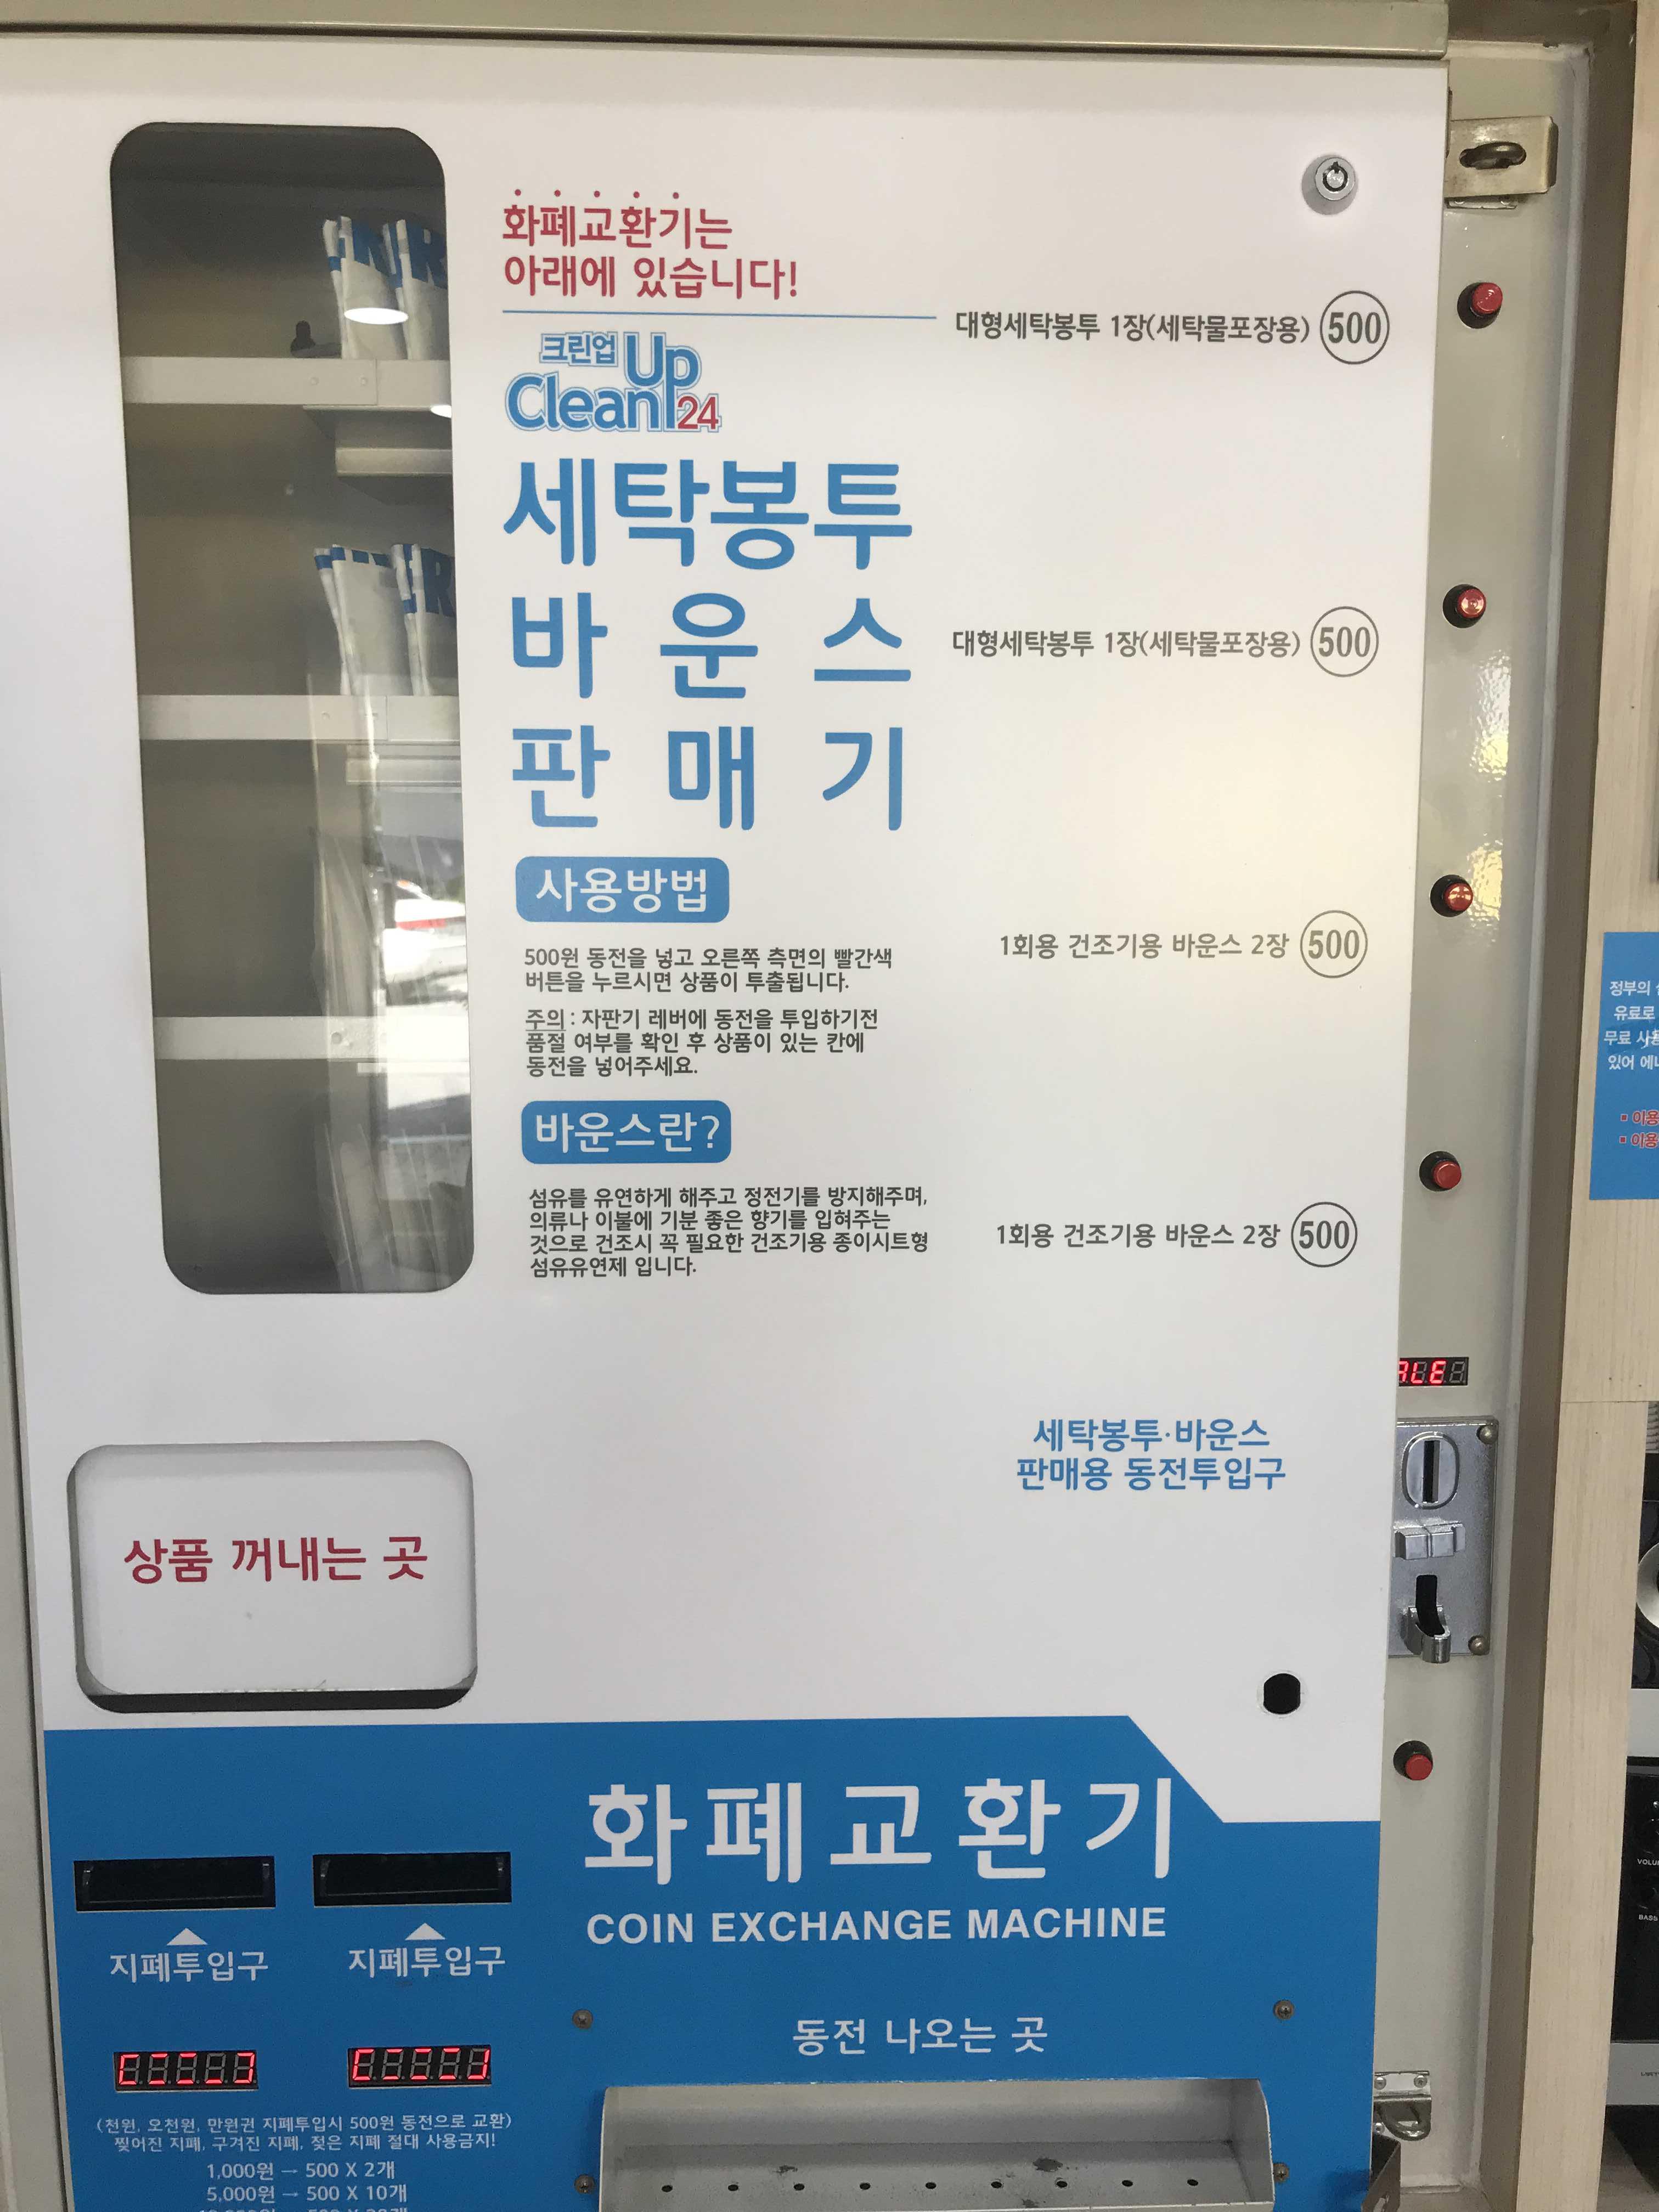 화폐교환기는
아래에 있습니다!
크린업
Clean Up 24
세탁봉투
바운스
판매기
사용방법
500원 동전을 넣고 오른쪽 측면의 빨간색
버튼을 누르시면 상품이 투출됩니다.
주의 : 자판기 레버에 동전을 투입하기전
품절 여부를 확인 후 상품이 있는 칸에
동전을 넣어주세요.
바운스란?
섬유를 유연하게 해주고 정전기를 방지해주며,
의류나 이불에 기분 좋은 향기를 입혀주는
것으로 건조시 꼭 필요한 건조기용 종이시트형
섬유유연제 입니다.
대형세탁봉투 1장(세탁물포장용) 500
대형세탁봉투 1장(세탁물포장용) 500
1회용 건조기용 바운스 2장 500
1회용 건조기용 바운스 2장 500
세탁봉투·바운스
판매용 동전투입구
상품 꺼내는 곳
화폐교환기
COIN EXCHANGE MACHINE
지폐투입구
지폐투입구
동전 나오는 곳
(천원, 오천원, 만원권 지폐투입시 500원 동전으로 교환)
찢어진 지폐, 구겨진 지폐, 젖은 지폐 절대 사용금지!
1,000원 → 500 X 2개
5,000원 → 500 X 10개
정부의
유료로
무료
있어
BASS